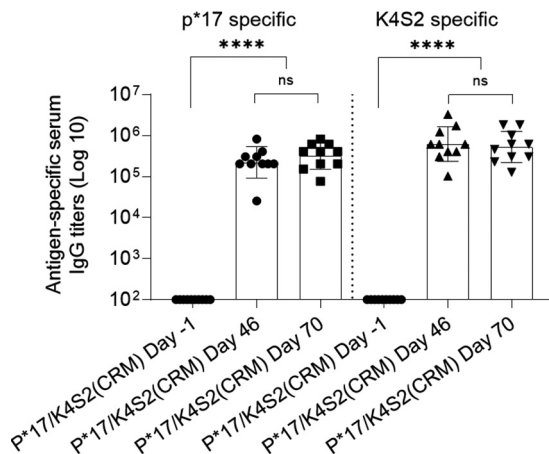 p*17 specific
K4S2 specific
****
****
ns
ns
Antigen-specific serum
IgG titers (Log 10)
10⁷
10⁶
10⁵
10⁴
10³
10²
P*17/K4S2(CRM) Day -1
P*17/K4S2(CRM) Day 46
P*17/K4S2(CRM) Day 70
P*17/K4S2(CRM) Day -1
P*17/K4S2(CRM) Day 46
P*17/K4S2(CRM) Day 70